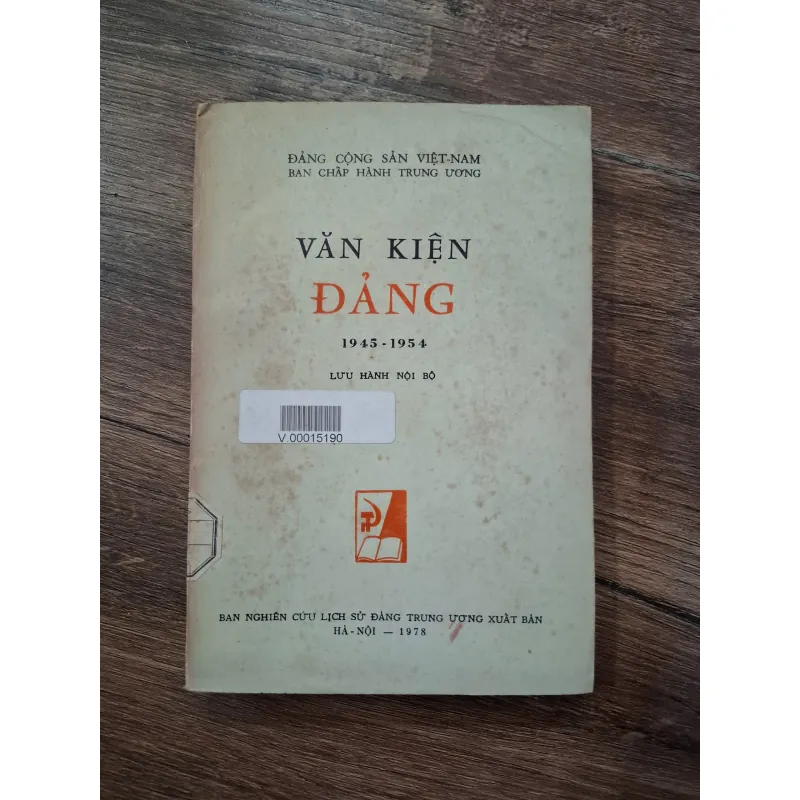 ĐẢNG CỘNG SẢN VIỆT-NAM
BAN CHẤP HÀNH TRUNG ƯƠNG
VĂN KIỆN
ĐẢNG
1945 - 1954
LƯU HÀNH NỘI BỘ
V.00015190
BAN NGHIÊN CỨU LỊCH SỬ ĐẢNG TRUNG ƯƠNG XUẤT BẢN
HÀ-NỘI — 1978